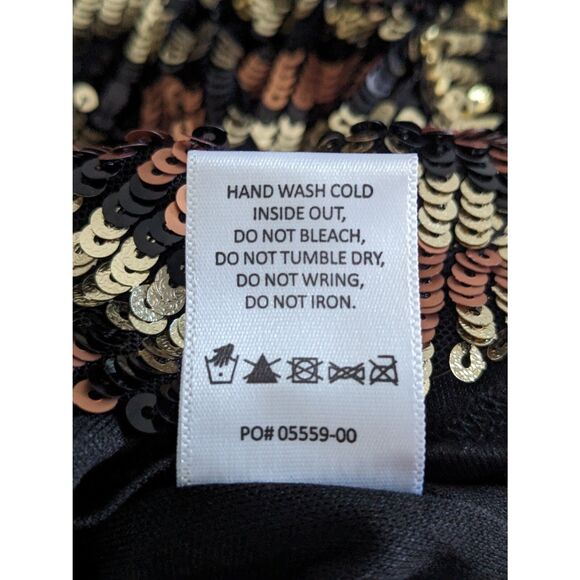 HAND WASH COLD
INSIDE OUT,
DO NOT BLEACH,
DO NOT TUMBLE DRY,
DO NOT WRING,
DO NOT IRON.
PO# 05559-00